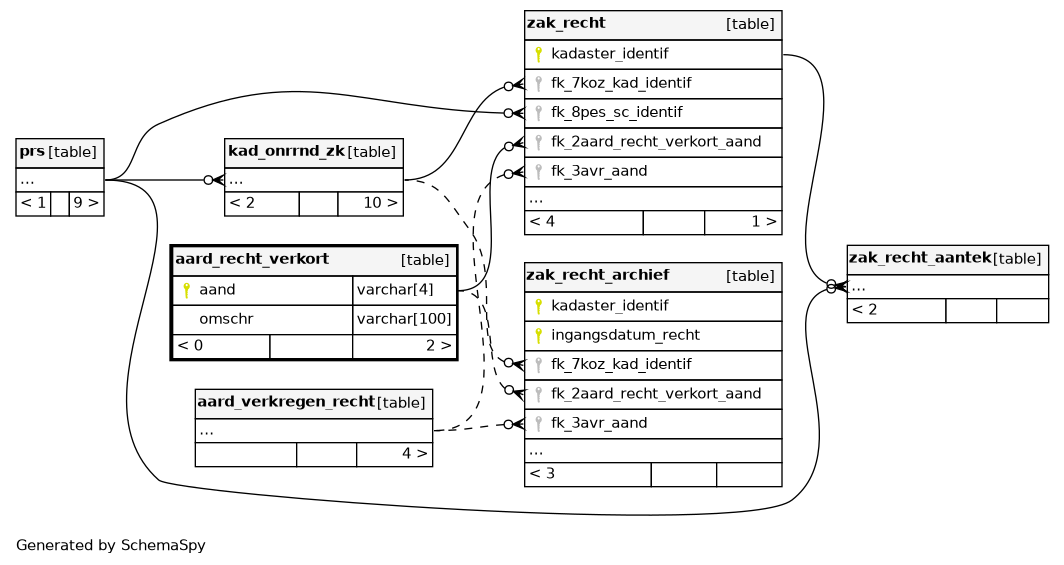 prs [table]
...
< 1 9 >
kad_onrrnd_zk [table]
...
< 2 10 >
aard_recht_verkort [table]
aand varchar[4]
omschr varchar[100]
< 0 2 >
aard_verkregen_recht [table]
...
4 >
zak_recht [table]
kadaster_identif
fk_7koz_kad_identif
fk_8pes_sc_identif
fk_2aard_recht_verkort_aand
fk_3avr_aand
...
< 4 1 >
zak_recht_archief [table]
kadaster_identif
ingangsdatum_recht
fk_7koz_kad_identif
fk_2aard_recht_verkort_aand
fk_3avr_aand
...
< 3
zak_recht_aantek [table]
...
< 2
Generated by SchemaSpy